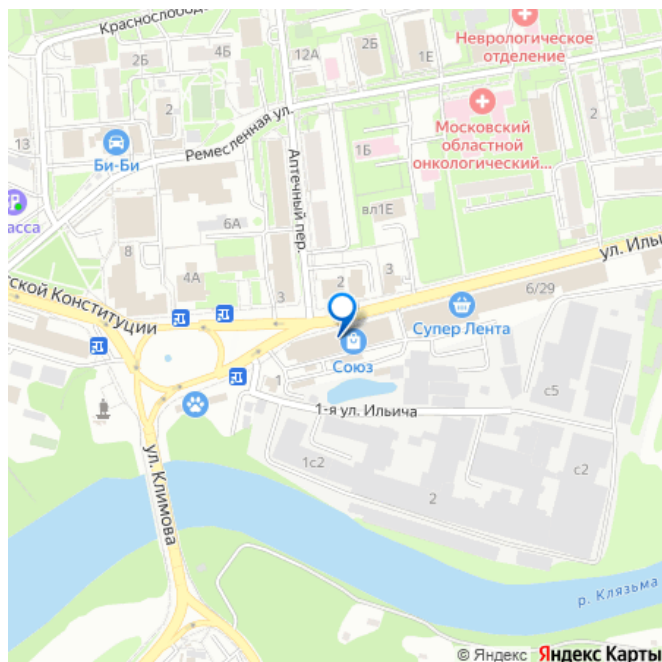 Краснослобод
2Б
4Б
12А
2Б
1Е
Неврологическое
отделение
2
13
Ремесленная ул.
Московский
областной
онкологический...
2
Би-Би
1Б
Аптечный пер.
асса
6А
вл1Е
8
4А
3
2
3
ул. Иль
ской Конституции
6/29
Супер Лента
Союз
1
1-я ул. Ильича
с5
ул. Климова
1с2
2
с2
р. Клязьма
© Яндекс Яндекс Карты